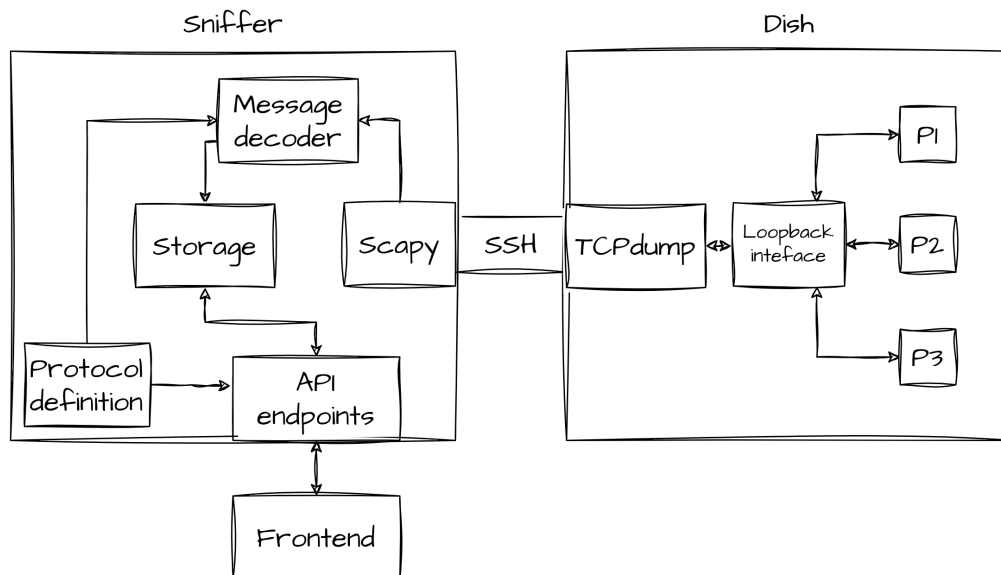 Sniffer
Dish
Message
decoder
P1
Storage
Scapy
SSH
TCPdump
Loopback
inteface
P2
Protocol
definition
API
endpoints
P3
Frontend